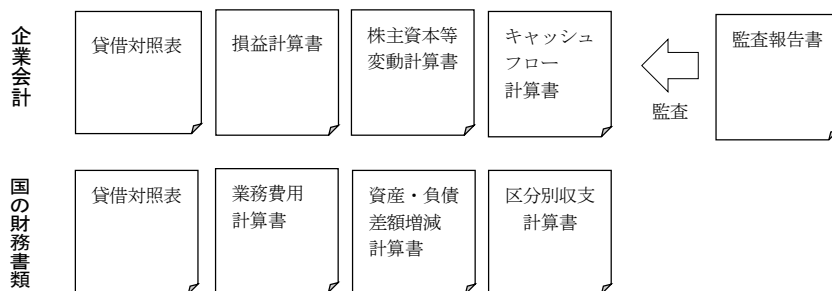 企業会計
貸借対照表
損益計算書
株主資本等
変動計算書
キャッシュ
フロー
計算書
監査
監査報告書
国の財務書類
貸借対照表
業務費用
計算書
資産・負債
差額増減
計算書
区分別収支
計算書